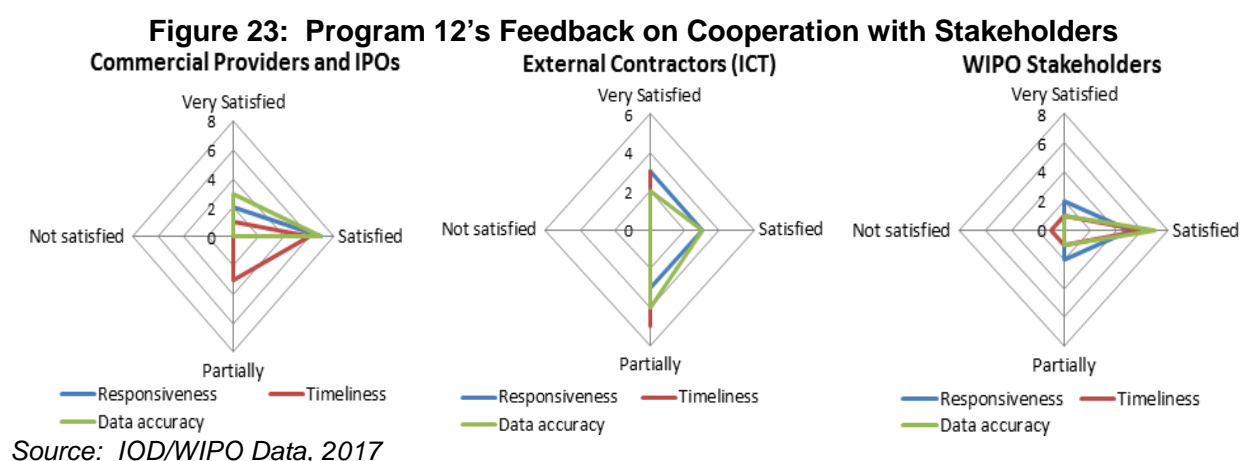 Figure 23:  Program 12’s Feedback on Cooperation with Stakeholders
Commercial Providers and IPOs
Very Satisfied
8
6
4
2
0
Not satisfied
Satisfied
Partially
Responsiveness
Timeliness
Data accuracy
External Contractors (ICT)
Very Satisfied
6
4
2
0
Not satisfied
Satisfied
Partially
Responsiveness
Timeliness
Data accuracy
WIPO Stakeholders
Very Satisfied
8
6
4
2
0
Not satisfied
Satisfied
Partially
Responsiveness
Timeliness
Data accuracy
Source:  IOD/WIPO Data, 2017